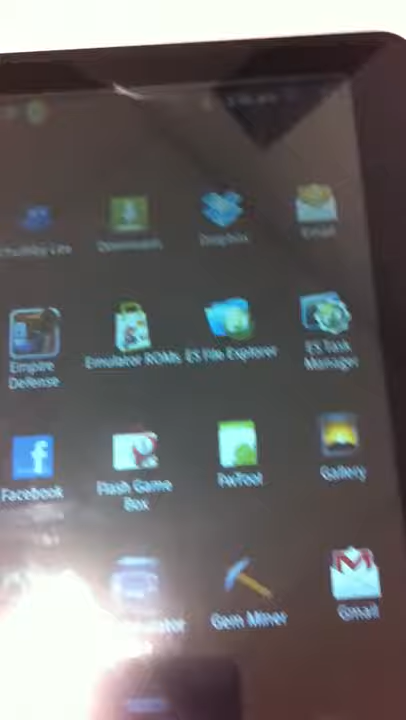 Downloads
Dropbox
Email
Empire
Defense
Emulator ROMs
ES File Explorer
ES Task
Manager
Facebook
Flash Game
Box
Gallery
Gem Miner
Gmail